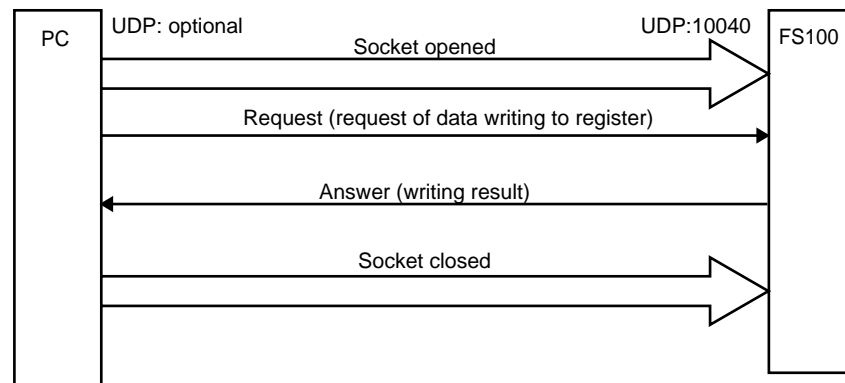 PC
UDP: optional
UDP:10040
FS100
Socket opened
Request (request of data writing to register)
Answer (writing result)
Socket closed